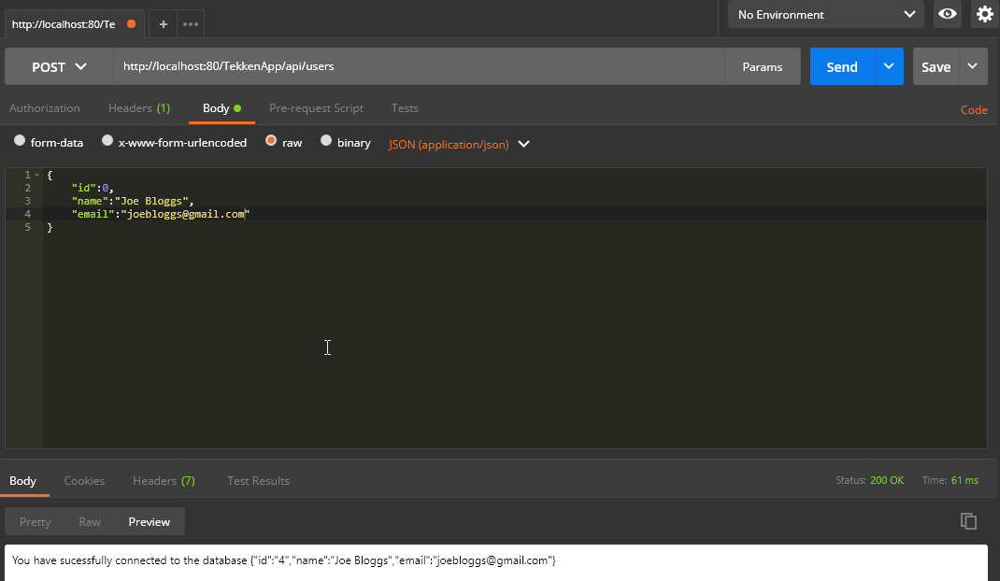 http://localhost:80/Te + ••• No Environment
POST http://localhost:80/TekkenApp/api/users Params Send Save
Authorization Headers (1) Body Pre-request Script Tests Code
form-data x-www-form-urlencoded raw binary JSON (application/json)
1 {
2 "id":0,
3 "name":"Joe Bloggs",
4 "email":"joebloggs@gmail.com"
5 }
Body Cookies Headers (7) Test Results Status: 200 OK Time: 61 ms
Pretty Raw Preview
You have sucessfully connected to the database {"id":"4","name":"Joe Bloggs","email":"joebloggs@gmail.com"}